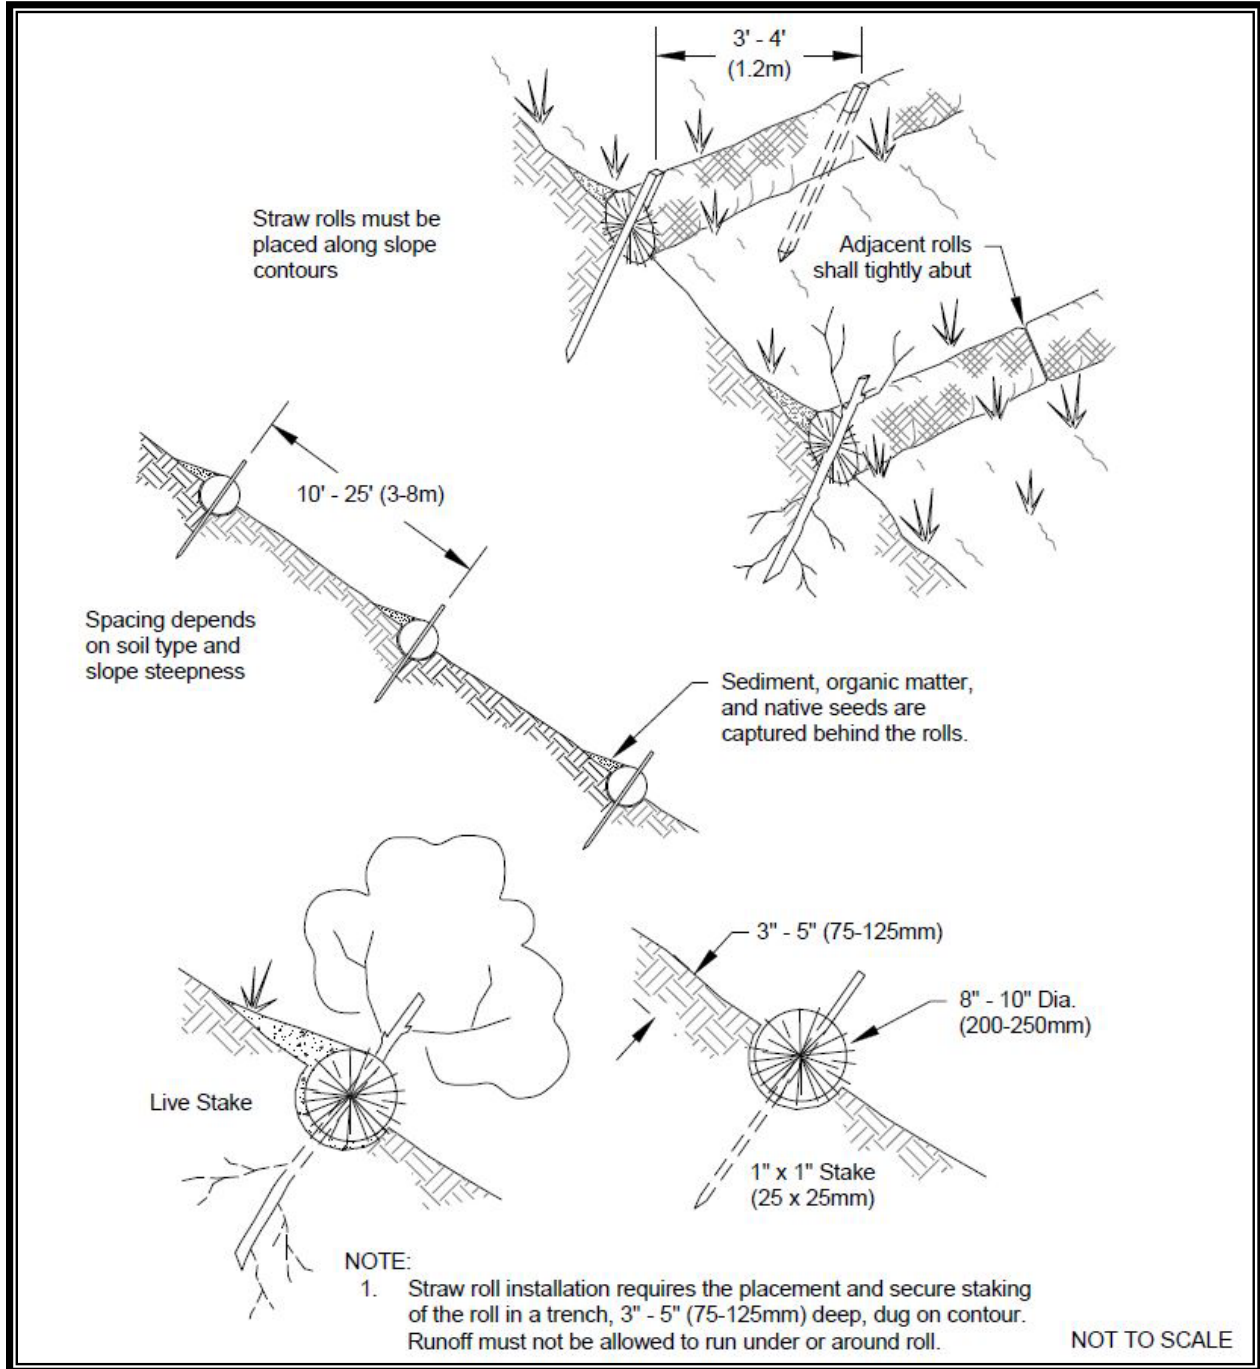 3' - 4'
(1.2m)
Straw rolls must be
placed along slope
contours
Adjacent rolls
shall tightly abut
10' - 25' (3-8m)
Spacing depends
on soil type and
slope steepness
Sediment, organic matter,
and native seeds are
captured behind the rolls.
3" - 5" (75-125mm)
8" - 10" Dia.
(200-250mm)
Live Stake
1" x 1" Stake
(25 x 25mm)
NOTE:
1. Straw roll installation requires the placement and secure staking
of the roll in a trench, 3" - 5" (75-125mm) deep, dug on contour.
Runoff must not be allowed to run under or around roll.
NOT TO SCALE